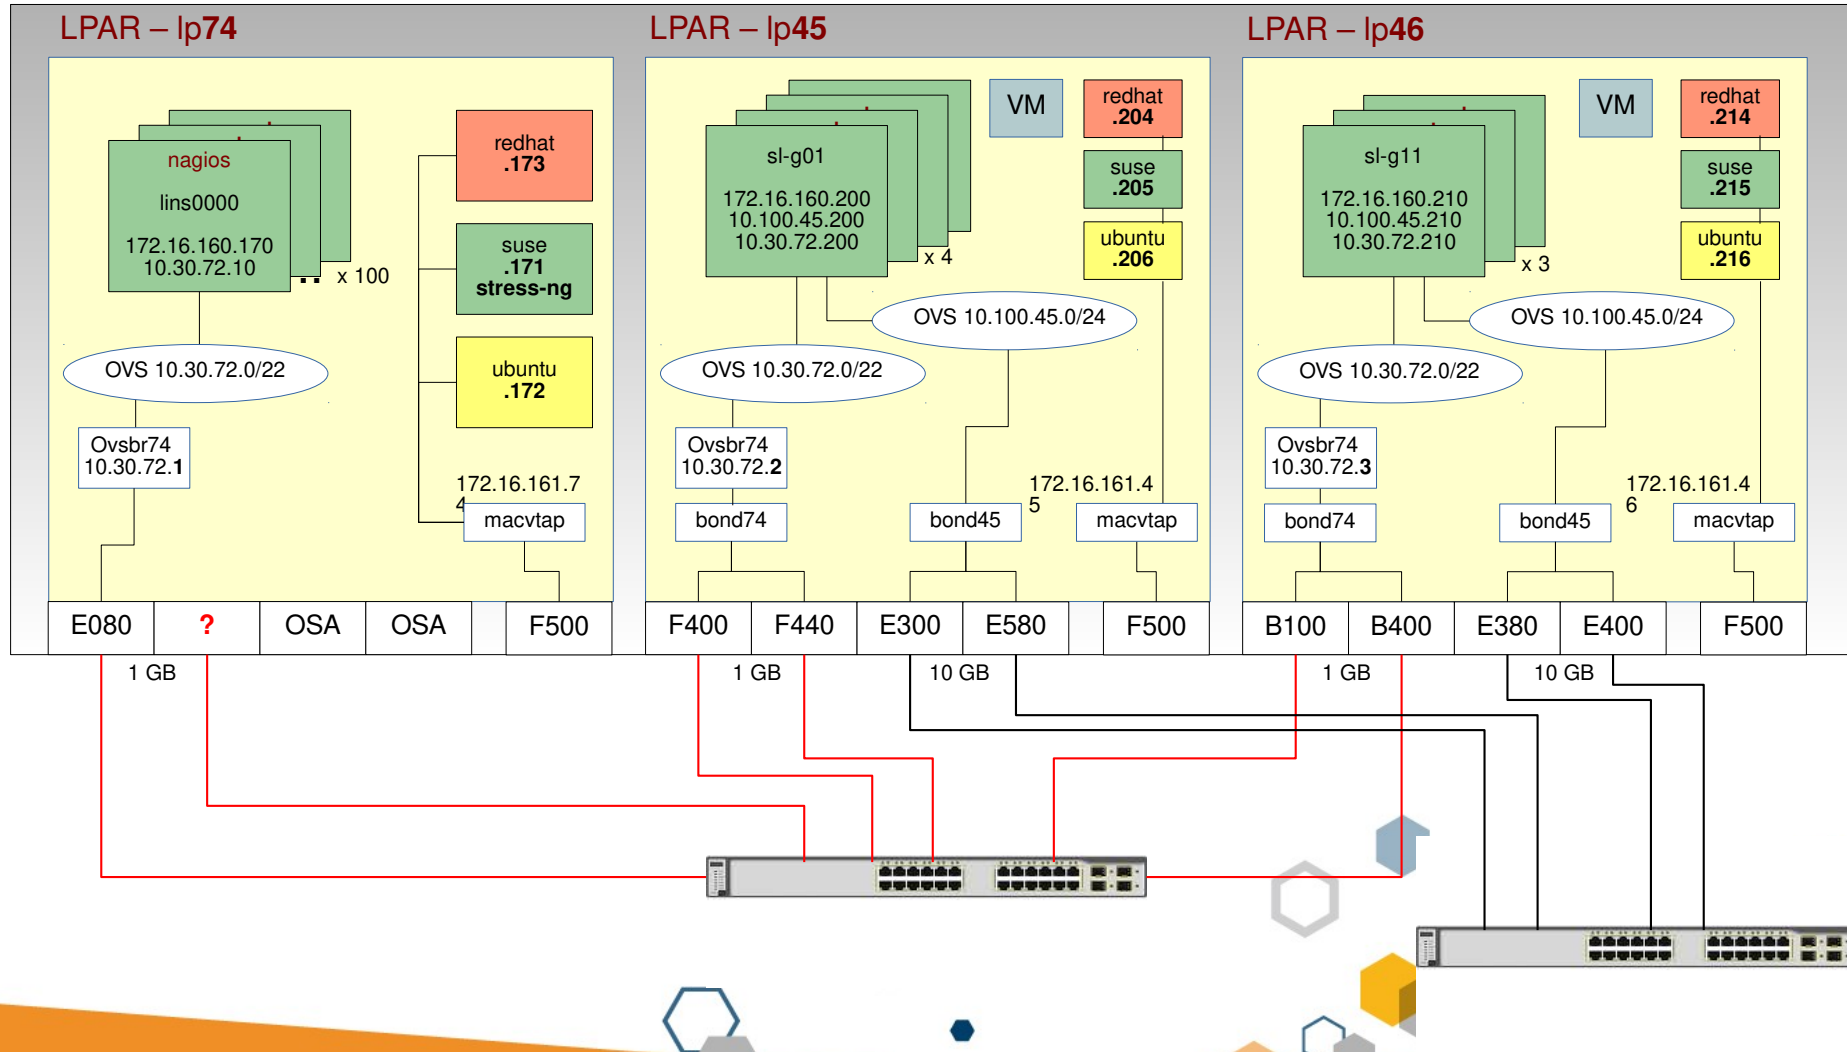 LPAR – lp74
nagios
lins0000
172.16.160.170
10.30.72.10
x 100
redhat
.173
suse
.171
stress-ng
ubuntu
.172
OVS 10.30.72.0/22
Ovsbr74
10.30.72.1
172.16.161.7
4
macvtap
E080
?
OSA
OSA
F500
1 GB
LPAR – lp45
sl-g01
172.16.160.200
10.100.45.200
10.30.72.200
x 4
VM
redhat
.204
suse
.205
ubuntu
.206
OVS 10.100.45.0/24
OVS 10.30.72.0/22
Ovsbr74
10.30.72.2
172.16.161.4
5
bond74
bond45
macvtap
F400
F440
E300
E580
F500
1 GB
10 GB
LPAR – lp46
sl-g11
172.16.160.210
10.100.45.210
10.30.72.210
x 3
VM
redhat
.214
suse
.215
ubuntu
.216
OVS 10.100.45.0/24
OVS 10.30.72.0/22
Ovsbr74
10.30.72.3
172.16.161.4
6
bond74
bond45
macvtap
B100
B400
E380
E400
F500
1 GB
10 GB